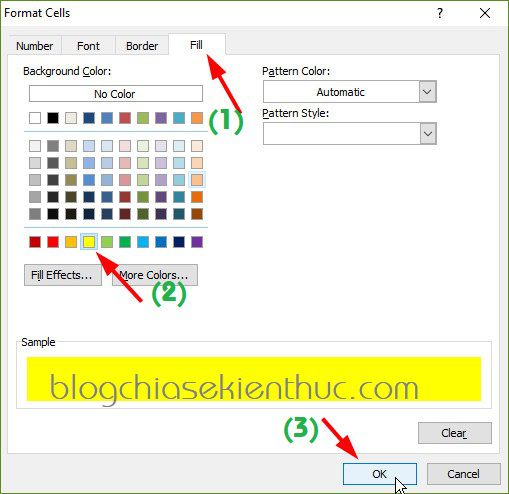 Format Cells
?
Number Font Border Fill
Background Color:
No Color
Pattern Color:
Automatic
Pattern Style:
(1)
Fill Effects... More Colors...
(2)
Sample
blogchiasekienthuc.com
(3)
Clear
OK Cancel